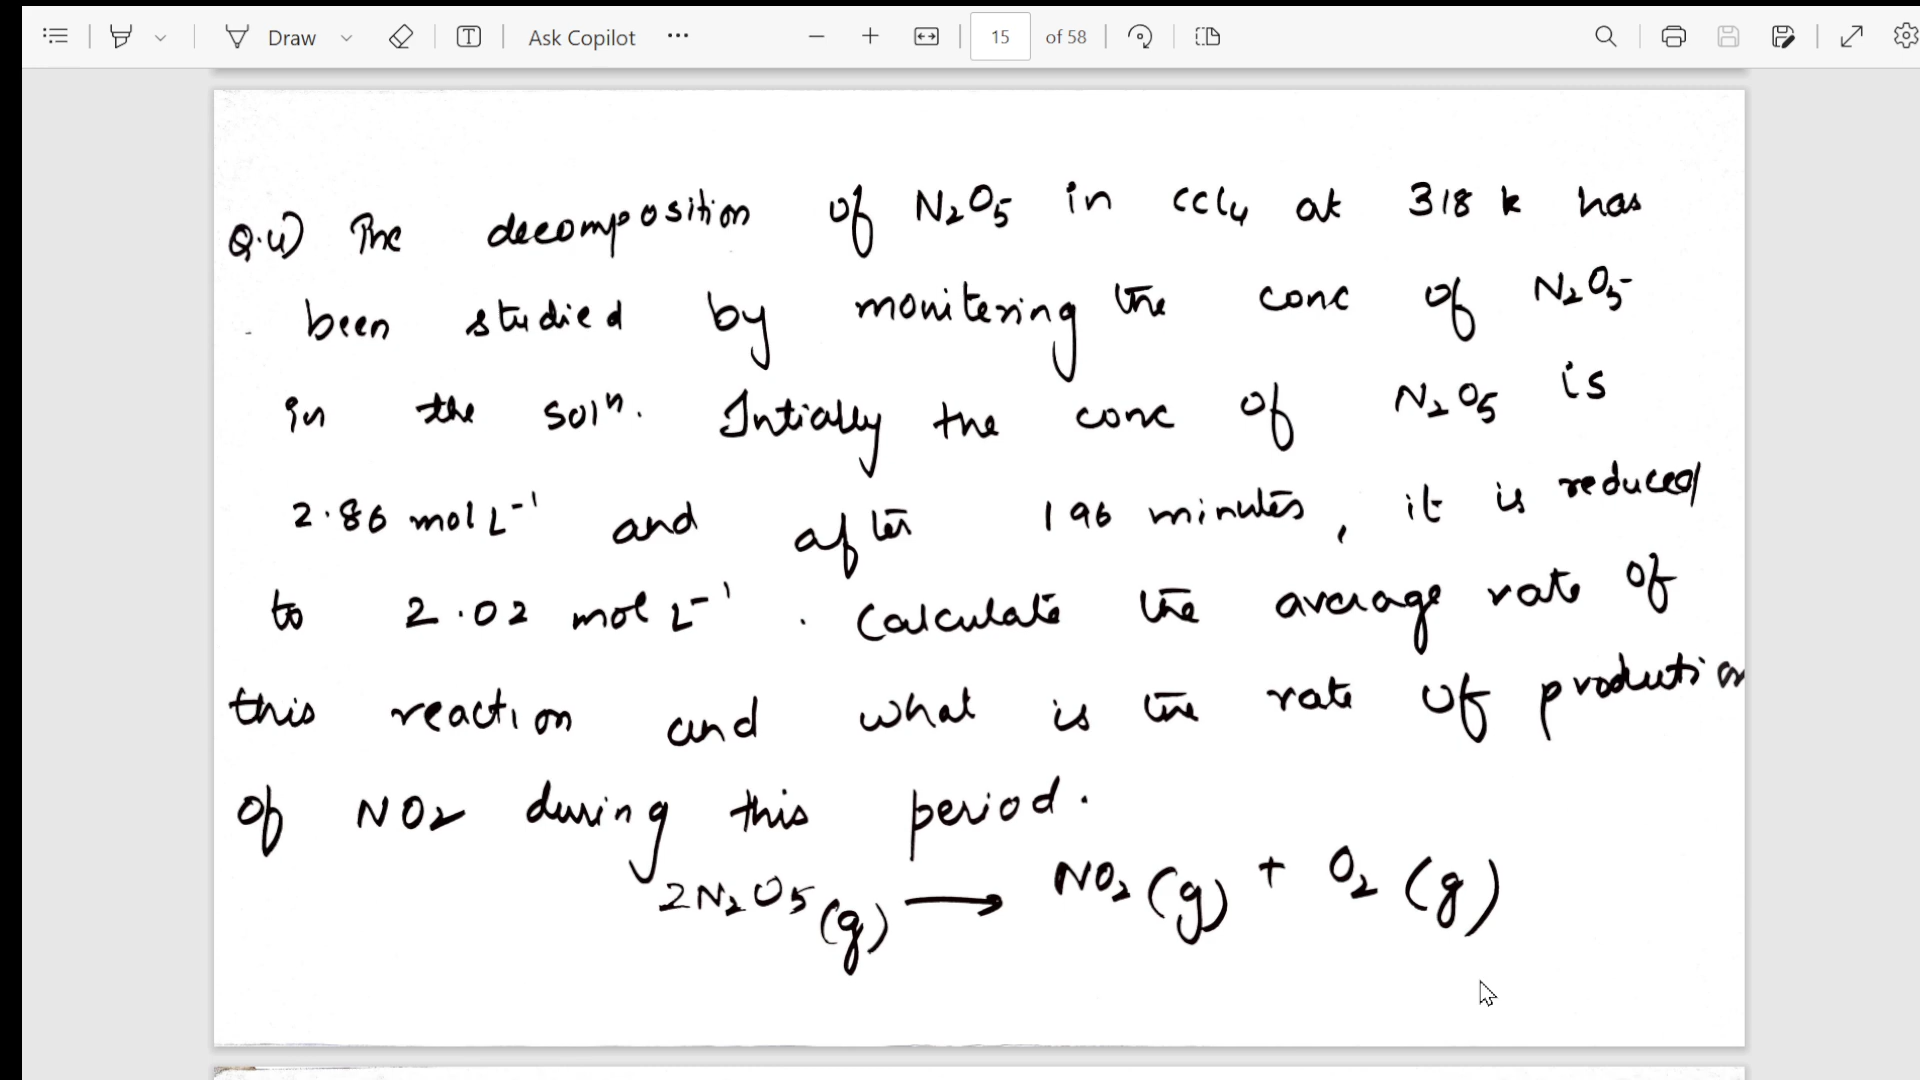 Draw
Ask Copilot
15 of 58
Q.4) The decomposition of N₂O₅ in CCl₄ at 318 K has
been studied by monitering the conc of N₂O₅
in the solⁿ. Intially the conc of N₂O₅ is
2.86 mol L⁻¹ and after 196 minutes, it is reduced
to 2.02 mol L⁻¹. Calculate the average rate of
this reaction and what is the rate of production
of NO₂ during this period.
2N₂O₅ (g) ⟶ NO₂ (g) + O₂ (g)